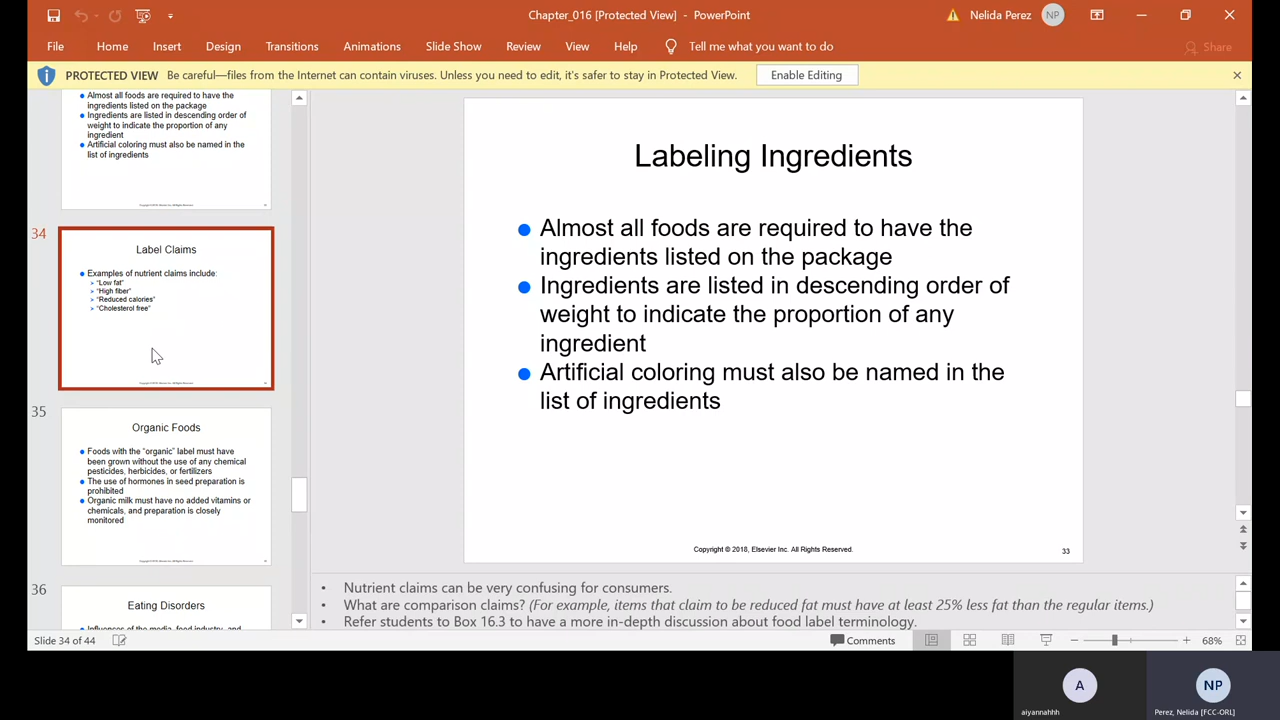 Chapter_016 [Protected View] - PowerPoint
Nelida Perez
NP
File Home Insert Design Transitions Animations Slide Show Review View Help Tell me what you want to do Share
PROTECTED VIEW Be careful—files from the Internet can contain viruses. Unless you need to edit, it's safer to stay in Protected View. Enable Editing
Almost all foods are required to have the
ingredients listed on the package
Ingredients are listed in descending order of
weight to indicate the proportion of any
ingredient
Artificial coloring must also be named in the
list of ingredients
34
Label Claims
Examples of nutrient claims include:
"Low fat"
"High fiber"
"Reduced calories"
"Cholesterol free"
35
Organic Foods
Foods with the "organic" label must have
been grown without the use of any chemical
pesticides, herbicides, or fertilizers
The use of hormones in seed preparation is
prohibited
Organic milk must have no added vitamins or
chemicals, and preparation is closely
monitored
36
Eating Disorders
Labeling Ingredients
Almost all foods are required to have the
ingredients listed on the package
Ingredients are listed in descending order of
weight to indicate the proportion of any
ingredient
Artificial coloring must also be named in the
list of ingredients
Copyright © 2018, Elsevier Inc. All Rights Reserved.
33
• Nutrient claims can be very confusing for consumers.
• What are comparison claims? (For example, items that claim to be reduced fat must have at least 25% less fat than the regular items.)
• Refer students to Box 16.3 to have a more in-depth discussion about food label terminology.
Slide 34 of 44
Comments
68%
A
aiyannahhh
NP
Perez, Nelida [FCC-ORL]